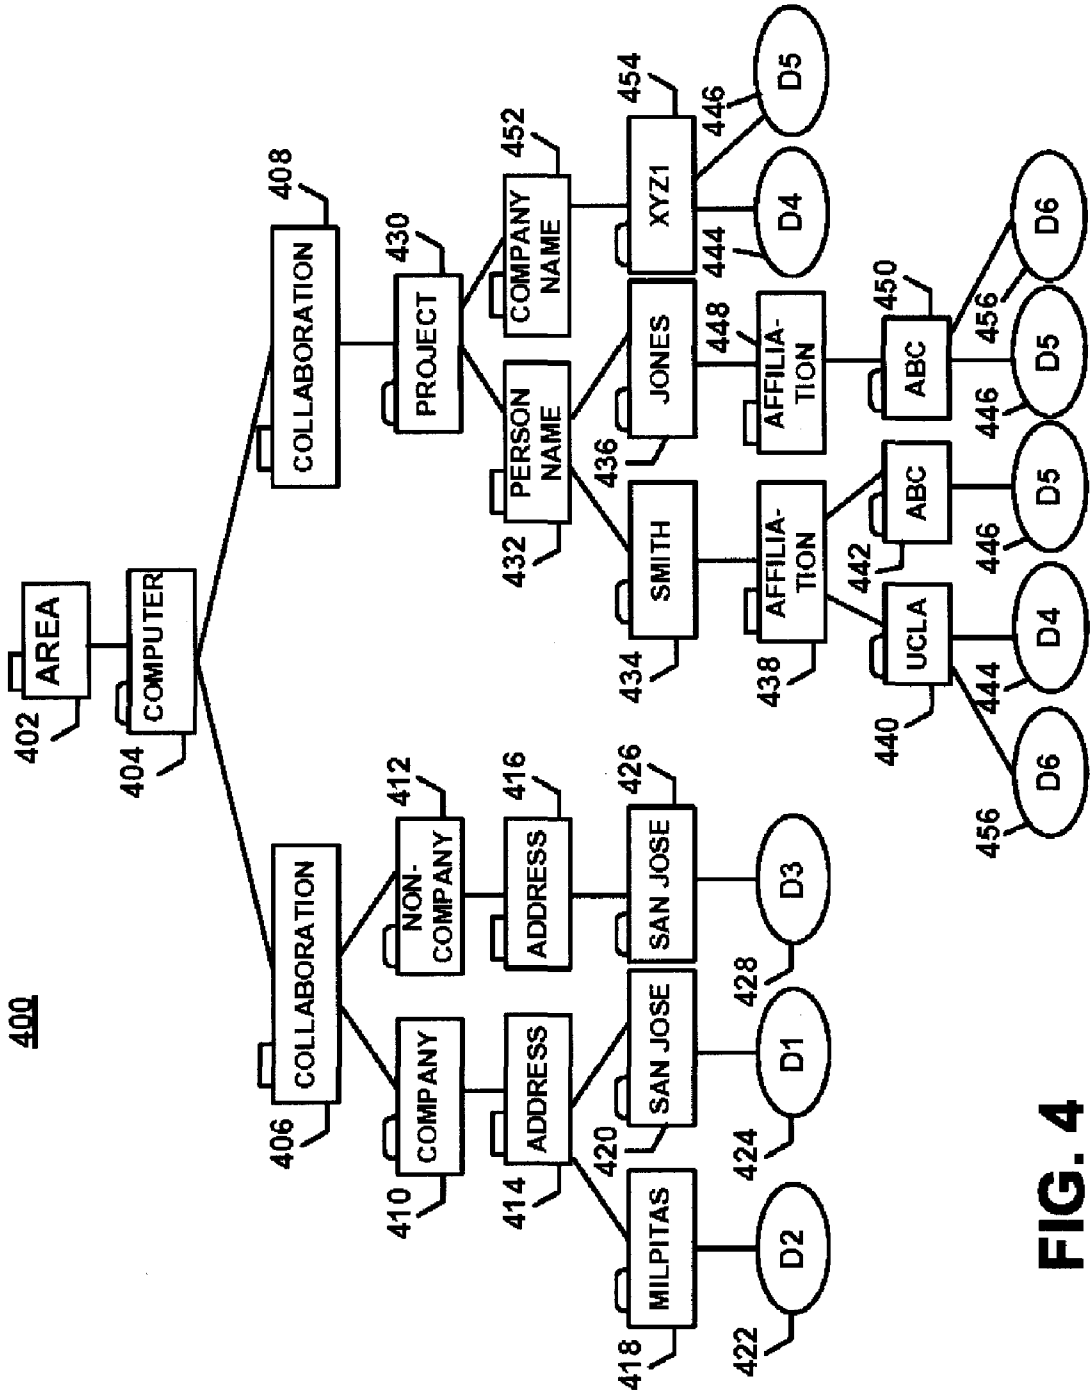 400
AREA
402
COMPUTER
404
COLLABORATION
406
COLLABORATION
408
COMPANY
410
NON-
COMPANY
412
PROJECT
430
ADDRESS
414
ADDRESS
416
PERSON
NAME
432
COMPANY
NAME
452
MILPITAS
418
SAN JOSE
420
SAN JOSE
426
SMITH
434
JONES
436
XYZ1
454
D2
422
D1
424
D3
428
AFFILIA-
TION
438
AFFILIA-
TION
448
D4
444
D5
446
UCLA
440
ABC
442
ABC
450
D6
456
D4
444
D5
446
D5
446
D6
456
FIG. 4